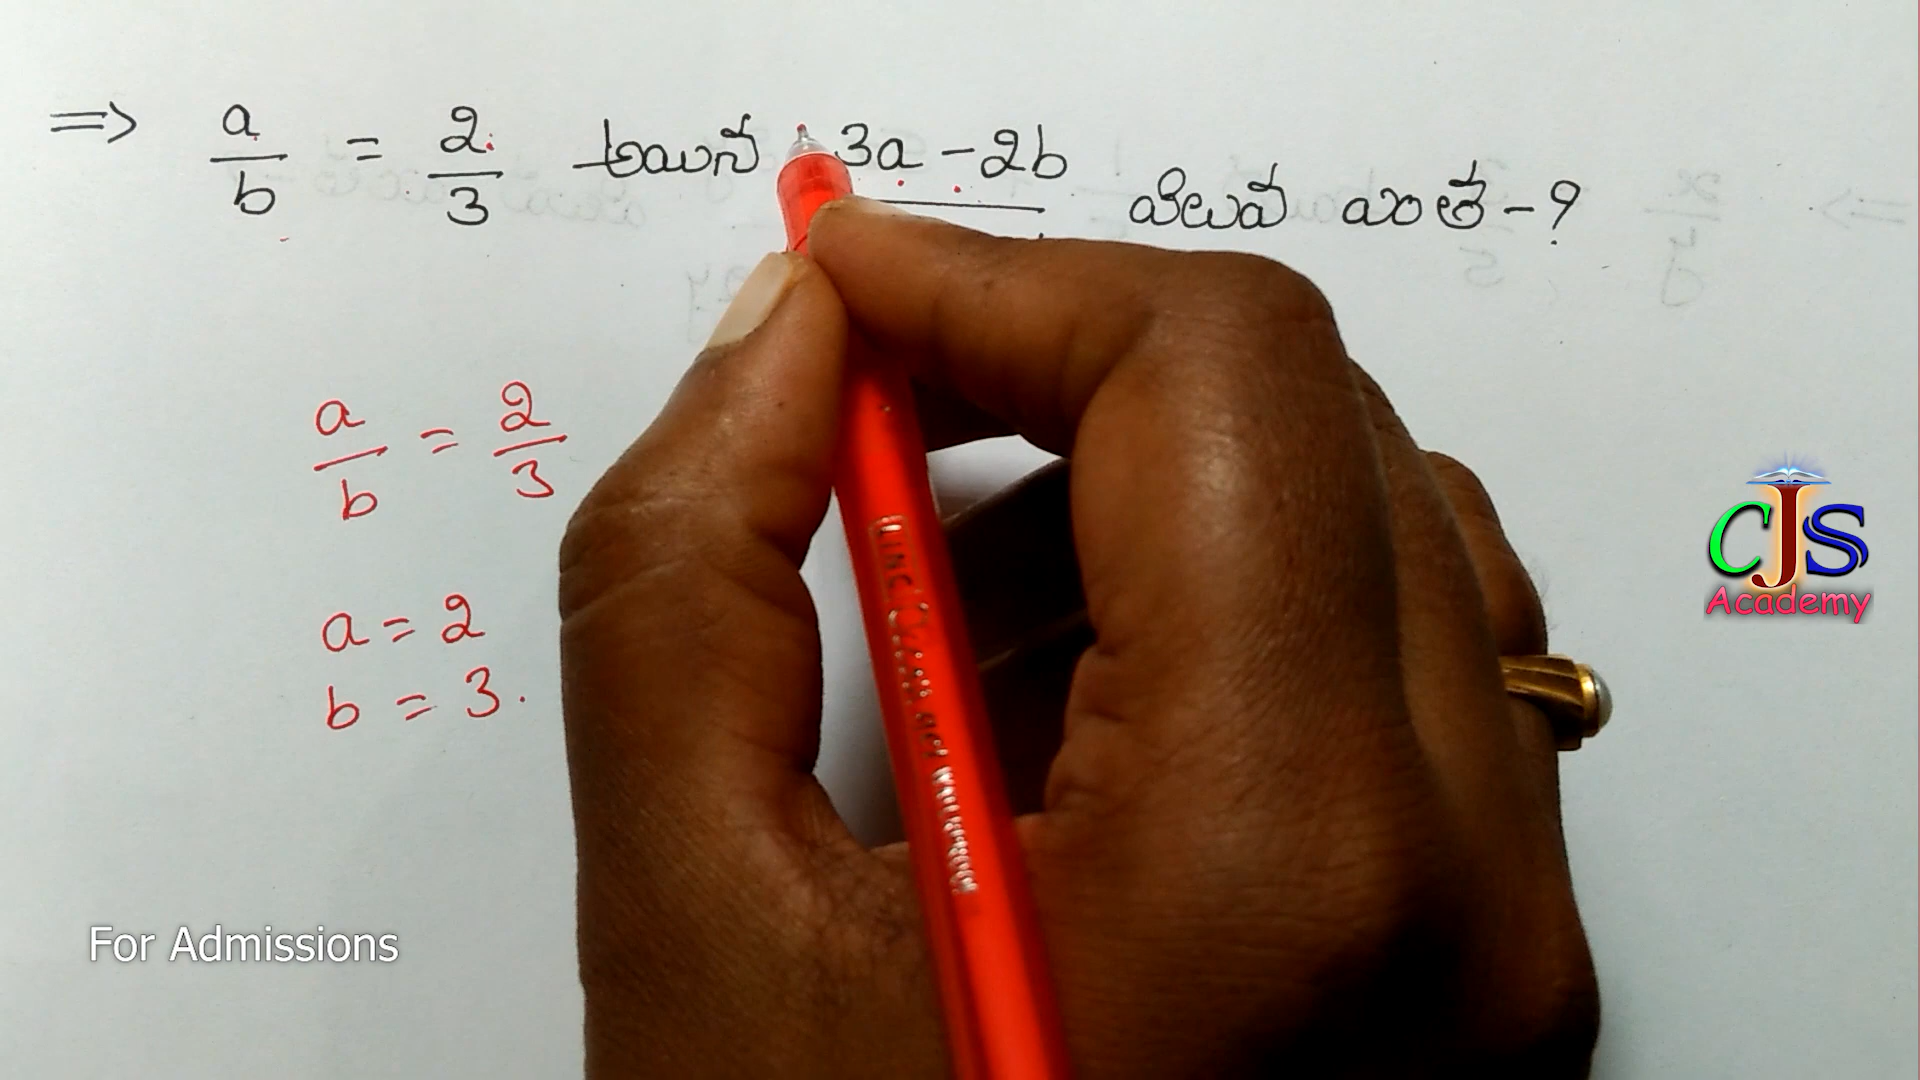 ⇒ a/b = 2/3 అయిన 3a - 2b విలువ ఎంత - ?
a/b = 2/3
a = 2
b = 3.
CJS
Academy
For Admissions